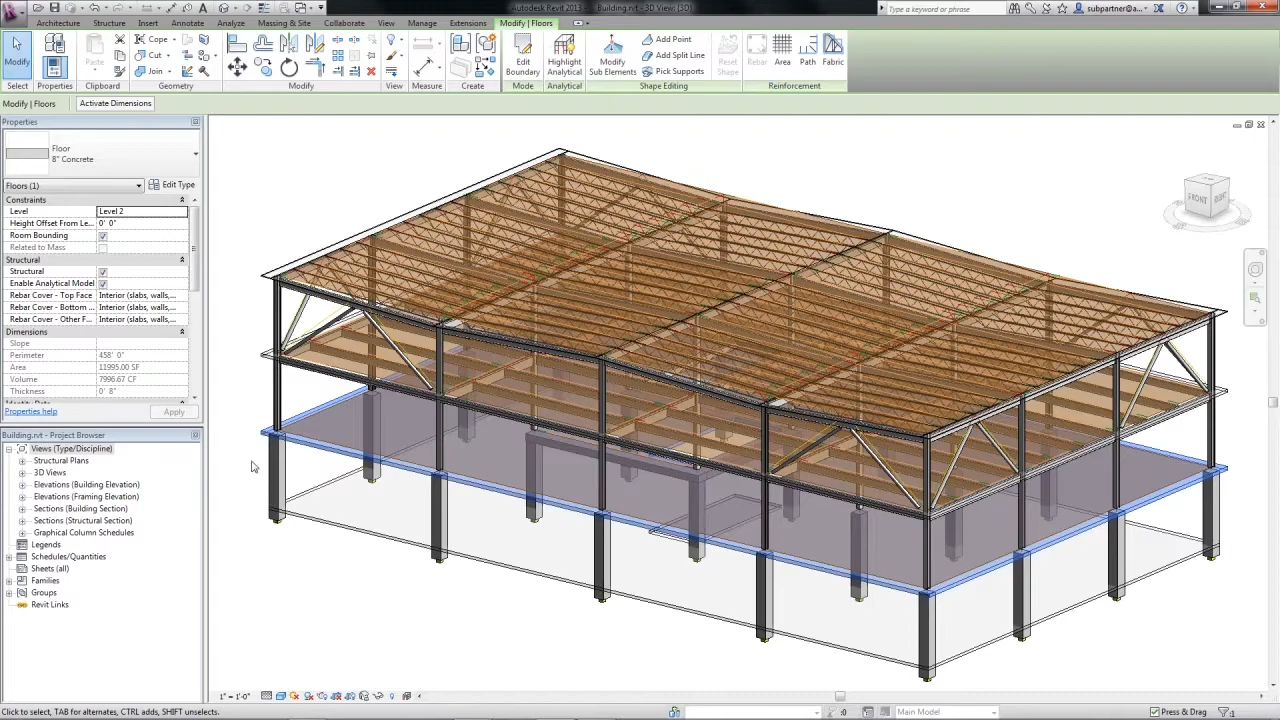 Autodesk Revit 2013 - Building.rvt - 3D View: {3D}
Type a keyword or phrase
subpartner@a...
Architecture Structure Insert Annotate Analyze Massing & Site Collaborate View Manage Extensions Modify | Floors
Modify
Paste
Cope
Cut
Join
Edit
Boundary
Highlight
Analytical
Modify
Sub Elements
Add Point
Add Split Line
Pick Supports
Reset
Shape
Rebar
Area
Path
Fabric
Select Properties Clipboard Geometry Modify View Measure Create Mode Analytical Shape Editing Reinforcement
Modify | Floors
Activate Dimensions
Properties
Floor
8" Concrete
Floors (1)
Edit Type
Constraints
Level Level 2
Height Offset From Le... 0' 0"
Room Bounding
Related to Mass
Structural
Structural
Enable Analytical Model
Rebar Cover - Top Face Interior (slabs, walls,...
Rebar Cover - Bottom ... Interior (slabs, walls,...
Rebar Cover - Other F... Interior (slabs, walls,...
Dimensions
Slope
Perimeter 458' 0"
Area 11995.00 SF
Volume 7996.67 CF
Thickness 0' 8"
Identity Data
Properties help
Apply
Building.rvt - Project Browser
Views (Type/Discipline)
Structural Plans
3D Views
Elevations (Building Elevation)
Elevations (Framing Elevation)
Sections (Building Section)
Sections (Structural Section)
Graphical Column Schedules
Legends
Schedules/Quantities
Sheets (all)
Families
Groups
Revit Links
FRONT
1" = 1'-0"
Click to select, TAB for alternates, CTRL adds, SHIFT unselects.
:0
Main Model
Press & Drag
:1